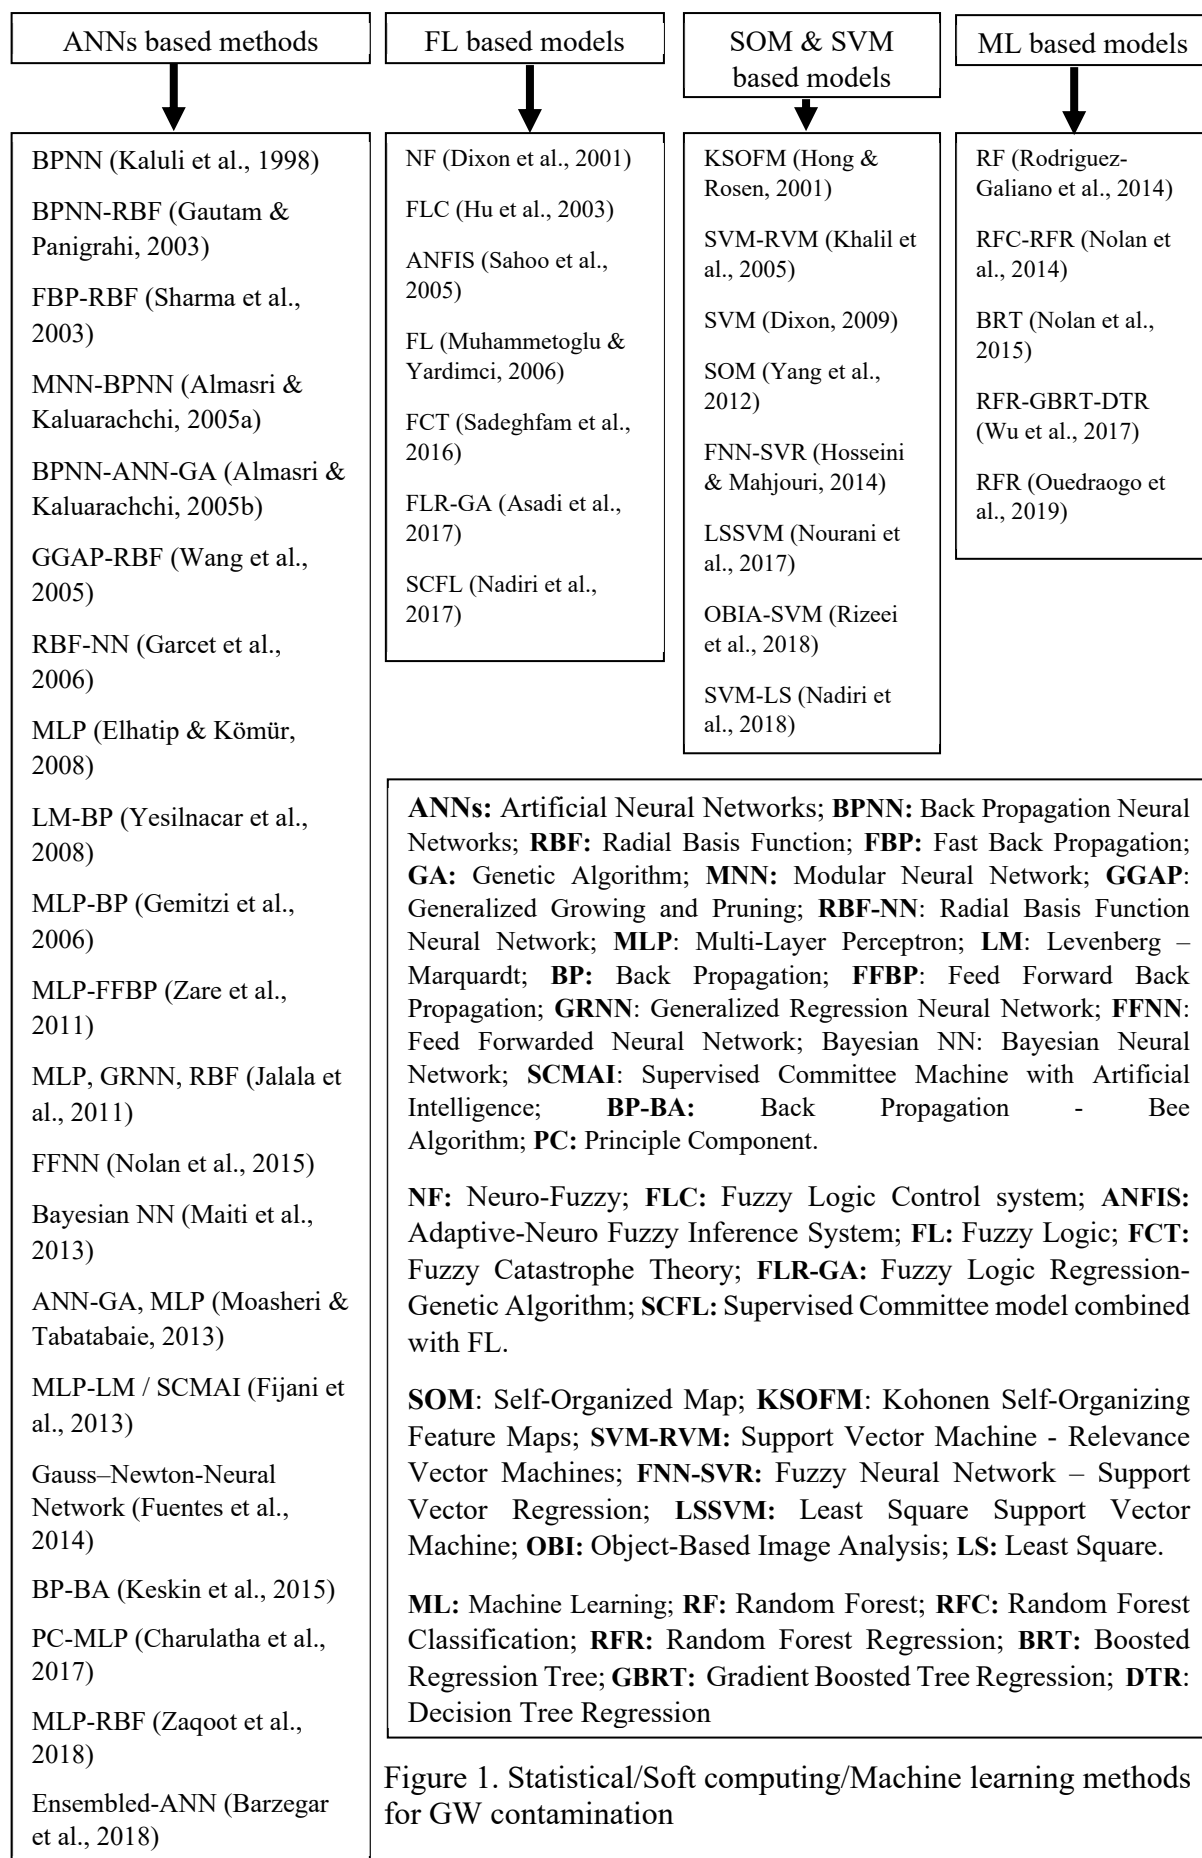 ANNs based methods
BPNN (Kaluli et al., 1998)
BPNN-RBF (Gautam &
Panigrahi, 2003)
FBP-RBF (Sharma et al.,
2003)
MNN-BPNN (Almasri &
Kaluarachchi, 2005a)
BPNN-ANN-GA (Almasri &
Kaluarachchi, 2005b)
GGAP-RBF (Wang et al.,
2005)
RBF-NN (Garcet et al.,
2006)
MLP (Elhatip & Kömür,
2008)
LM-BP (Yesilnacar et al.,
2008)
MLP-BP (Gemitzi et al.,
2006)
MLP-FFBP (Zare et al.,
2011)
MLP, GRNN, RBF (Jalala et
al., 2011)
FFNN (Nolan et al., 2015)
Bayesian NN (Maiti et al.,
2013)
ANN-GA, MLP (Moasheri &
Tabatabaie, 2013)
MLP-LM / SCMAI (Fijani et
al., 2013)
Gauss–Newton-Neural
Network (Fuentes et al.,
2014)
BP-BA (Keskin et al., 2015)
PC-MLP (Charulatha et al.,
2017)
MLP-RBF (Zaqoot et al.,
2018)
Ensembled-ANN (Barzegar
et al., 2018)
FL based models
NF (Dixon et al., 2001)
FLC (Hu et al., 2003)
ANFIS (Sahoo et al.,
2005)
FL (Muhammetoglu &
Yardimci, 2006)
FCT (Sadeghfam et al.,
2016)
FLR-GA (Asadi et al.,
2017)
SCFL (Nadiri et al.,
2017)
SOM & SVM
based models
KSOFM (Hong &
Rosen, 2001)
SVM-RVM (Khalil et
al., 2005)
SVM (Dixon, 2009)
SOM (Yang et al.,
2012)
FNN-SVR (Hosseini
& Mahjouri, 2014)
LSSVM (Nourani et
al., 2017)
OBIA-SVM (Rizeei
et al., 2018)
SVM-LS (Nadiri et
al., 2018)
ML based models
RF (Rodriguez-
Galiano et al., 2014)
RFC-RFR (Nolan et
al., 2014)
BRT (Nolan et al.,
2015)
RFR-GBRT-DTR
(Wu et al., 2017)
RFR (Ouedraogo et
al., 2019)
ANNs: Artificial Neural Networks; BPNN: Back Propagation Neural
Networks; RBF: Radial Basis Function; FBP: Fast Back Propagation;
GA: Genetic Algorithm; MNN: Modular Neural Network; GGAP:
Generalized Growing and Pruning; RBF-NN: Radial Basis Function
Neural Network; MLP: Multi-Layer Perceptron; LM: Levenberg –
Marquardt; BP: Back Propagation; FFBP: Feed Forward Back
Propagation; GRNN: Generalized Regression Neural Network; FFNN:
Feed Forwarded Neural Network; Bayesian NN: Bayesian Neural
Network; SCMAI: Supervised Committee Machine with Artificial
Intelligence; BP-BA: Back Propagation - Bee
Algorithm; PC: Principle Component.
NF: Neuro-Fuzzy; FLC: Fuzzy Logic Control system; ANFIS:
Adaptive-Neuro Fuzzy Inference System; FL: Fuzzy Logic; FCT:
Fuzzy Catastrophe Theory; FLR-GA: Fuzzy Logic Regression-
Genetic Algorithm; SCFL: Supervised Committee model combined
with FL.
SOM: Self-Organized Map; KSOFM: Kohonen Self-Organizing
Feature Maps; SVM-RVM: Support Vector Machine - Relevance
Vector Machines; FNN-SVR: Fuzzy Neural Network – Support
Vector Regression; LSSVM: Least Square Support Vector
Machine; OBI: Object-Based Image Analysis; LS: Least Square.
ML: Machine Learning; RF: Random Forest; RFC: Random Forest
Classification; RFR: Random Forest Regression; BRT: Boosted
Regression Tree; GBRT: Gradient Boosted Tree Regression; DTR:
Decision Tree Regression
Figure 1. Statistical/Soft computing/Machine learning methods
for GW contamination